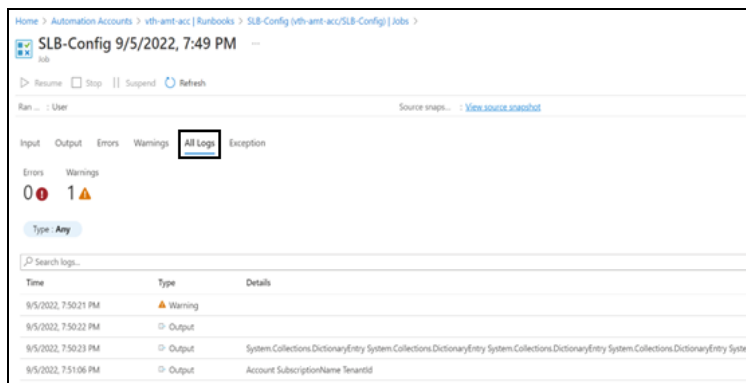 Home > Automation Accounts > vth-amt-acc | Runbooks > SLB-Config (vth-amt-acc/SLB-Config) | Jobs >
SLB-Config 9/5/2022, 7:49 PM ...
Job
Resume Stop Suspend Refresh
Ran ... : User Source snaps... : View source snapshot
Input Output Errors Warnings All Logs Exception
Errors Warnings
0 1
Type : Any
Search logs...
Time Type Details
9/5/2022, 7:50:21 PM Warning
9/5/2022, 7:50:22 PM Output
9/5/2022, 7:50:23 PM Output System.Collections.DictionaryEntry System.Collections.DictionaryEntry System.Collections.DictionaryEntry System.Collections.DictionaryEntry Syste
9/5/2022, 7:51:06 PM Output Account SubscriptionName TenantId